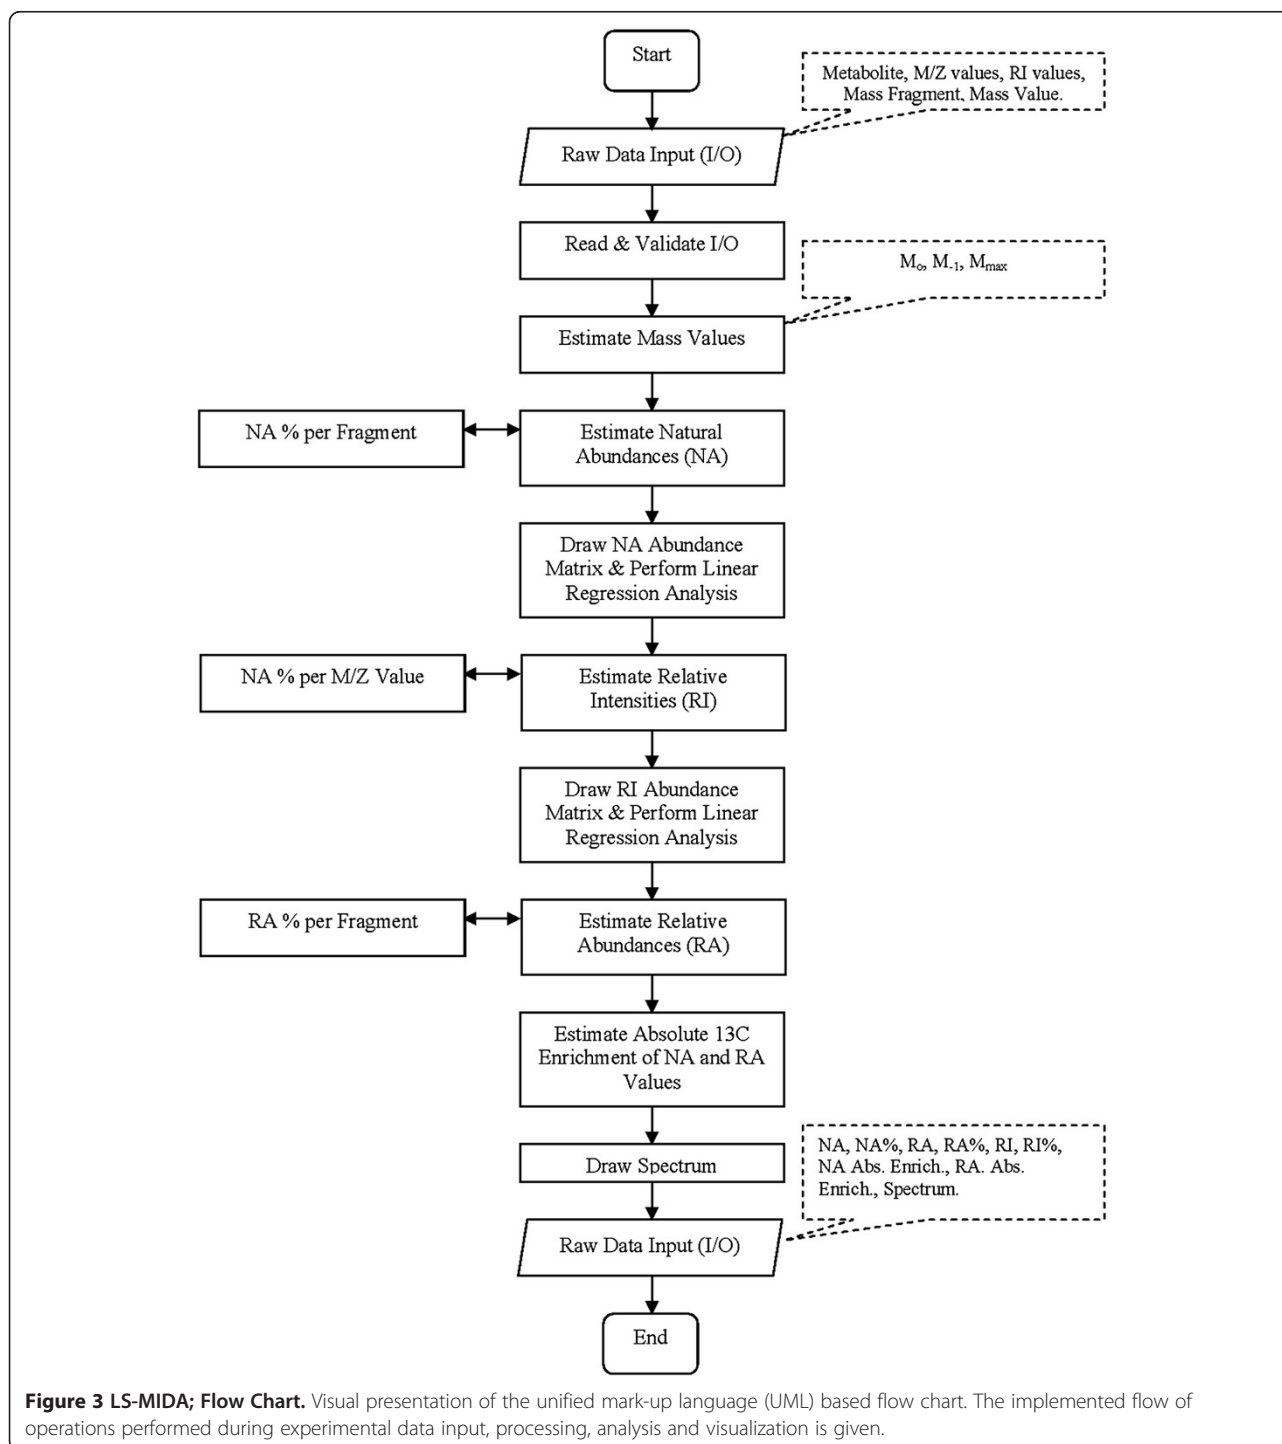 Start
Metabolite, M/Z values, RI values,
Mass Fragment, Mass Value.
Raw Data Input (I/O)
Read & Validate I/O
Mo, M-1, Mmax
Estimate Mass Values
NA % per Fragment
Estimate Natural
Abundances (NA)
Draw NA Abundance
Matrix & Perform Linear
Regression Analysis
NA % per M/Z Value
Estimate Relative
Intensities (RI)
Draw RI Abundance
Matrix & Perform Linear
Regression Analysis
RA % per Fragment
Estimate Relative
Abundances (RA)
Estimate Absolute 13C
Enrichment of NA and RA
Values
Draw Spectrum
NA, NA%, RA, RA%, RI, RI%,
NA Abs. Enrich., RA. Abs.
Enrich., Spectrum.
Raw Data Input (I/O)
End
Figure 3 LS-MIDA; Flow Chart. Visual presentation of the unified mark-up language (UML) based flow chart. The implemented flow of
operations performed during experimental data input, processing, analysis and visualization is given.